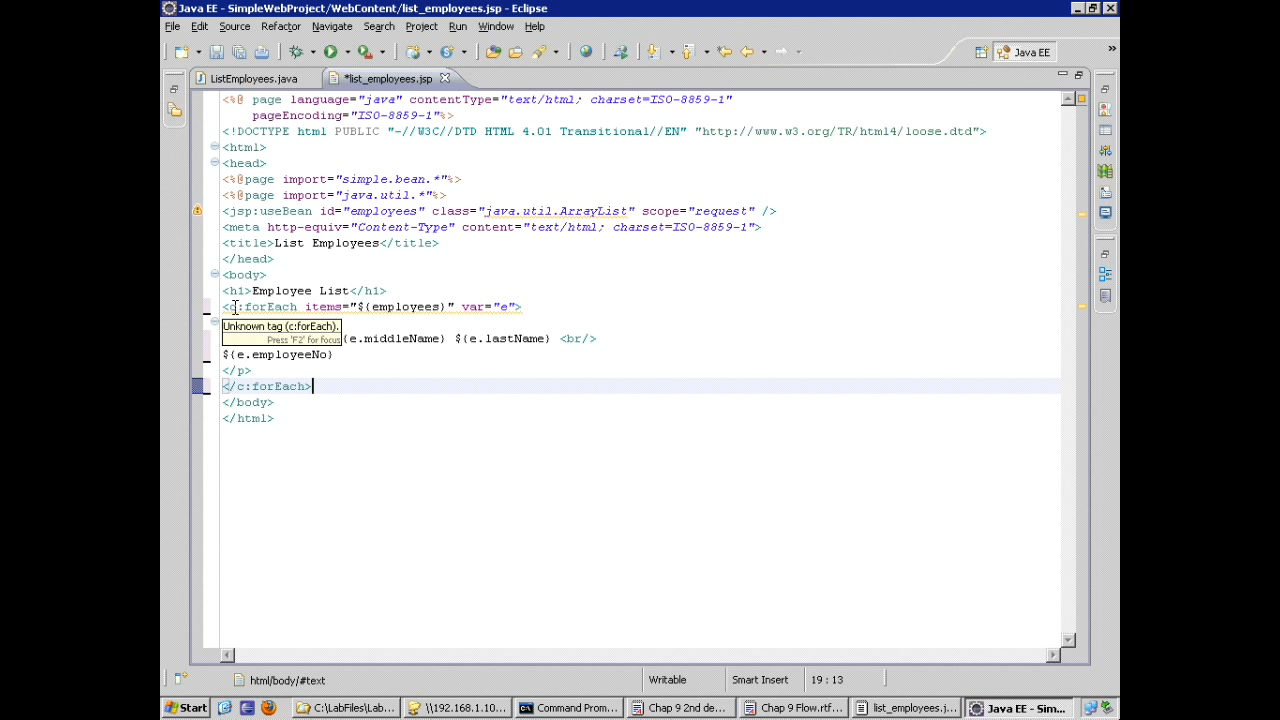 Java EE - SimpleWebProject/WebContent/list_employees.jsp - Eclipse
File Edit Source Refactor Navigate Search Project Run Window Help
Java EE
ListEmployees.java *list_employees.jsp
<%@ page language="java" contentType="text/html; charset=ISO-8859-1"
pageEncoding="ISO-8859-1"%>
<!DOCTYPE html PUBLIC "-//W3C//DTD HTML 4.01 Transitional//EN" "http://www.w3.org/TR/html4/loose.dtd">
<html>
<head>
<%@page import="simple.bean.*"%>
<%@page import="java.util.*"%>
<jsp:useBean id="employees" class="java.util.ArrayList" scope="request" />
<meta http-equiv="Content-Type" content="text/html; charset=ISO-8859-1">
<title>List Employees</title>
</head>
<body>
<h1>Employee List</h1>
<c:forEach items="${employees}" var="e">
Unknown tag (c:forEach).
Press 'F2' for focus
{e.middleName} ${e.lastName} <br/>
${e.employeeNo}
</p>
</c:forEach>
</body>
</html>
html/body/#text Writable Smart Insert 19 : 13
Start C:\LabFiles\Lab... \\192.168.1.10... Command Prom... Chap 9 2nd de... Chap 9 Flow.rtf... list_employees.j... Java EE - Sim...